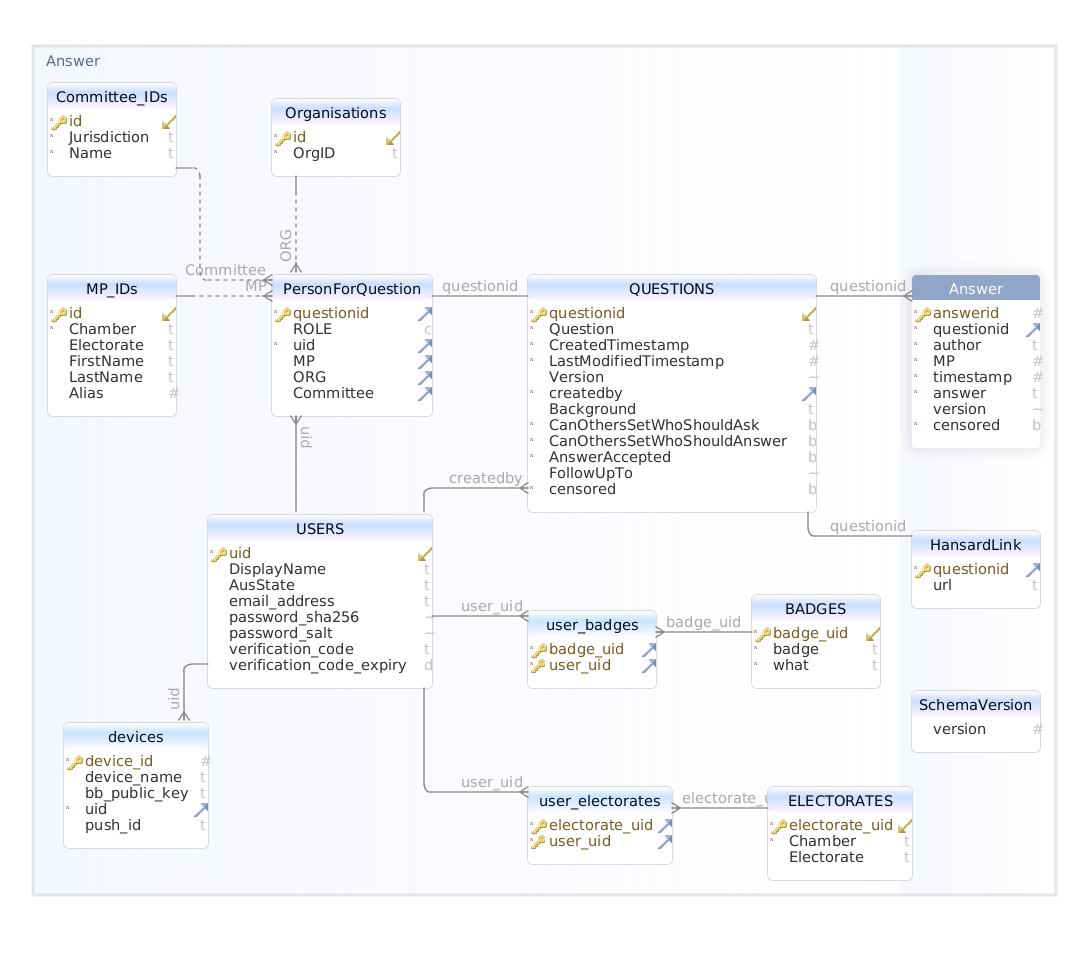 Answer
Committee_IDs
id
Jurisdiction t
Name t
Organisations
id
OrgID t
Committee
MP
ORG
MP_IDs
id
Chamber t
Electorate t
FirstName t
LastName t
Alias #
PersonForQuestion
questionid
ROLE c
uid
MP
ORG
Committee
questionid
QUESTIONS
questionid
Question t
CreatedTimestamp #
LastModifiedTimestamp #
Version ~
createdby
Background t
CanOthersSetWhoShouldAsk b
CanOthersSetWhoShouldAnswer b
AnswerAccepted b
FollowUpTo ~
censored b
questionid
Answer
answerid #
questionid
author t
MP #
timestamp #
answer t
version ~
censored b
uid
createdby
questionid
USERS
uid
DisplayName t
AusState t
email_address t
password_sha256 ~
password_salt ~
verification_code t
verification_code_expiry d
HansardLink
questionid
url t
user_uid
user_badges
badge_uid
user_uid
badge_uid
BADGES
badge_uid
badge t
what t
SchemaVersion
version #
uid
devices
device_id #
device_name t
bb_public_key t
uid
push_id t
user_uid
user_electorates
electorate_uid
user_uid
electorate_u
ELECTORATES
electorate_uid
Chamber t
Electorate t